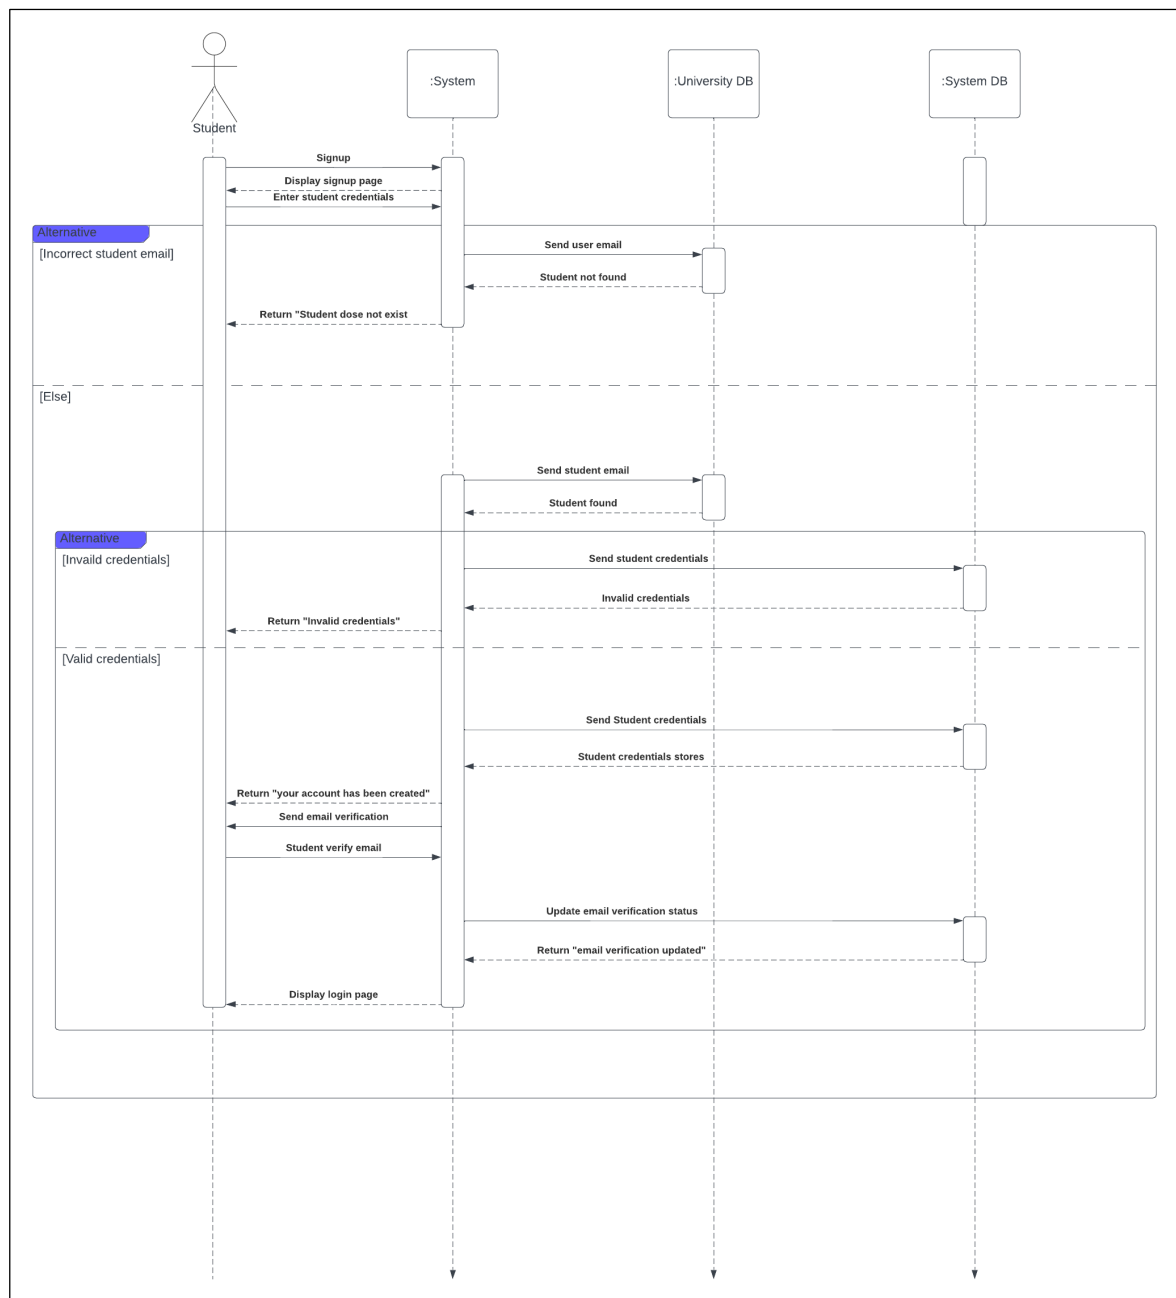 :System
:University DB
:System DB
Student
Signup
Display signup page
Enter student credentials
Alternative
[Incorrect student email]
Send user email
Student not found
Return "Student dose not exist
[Else]
Send student email
Student found
Alternative
[Invaild credentials]
Send student credentials
Invalid credentials
Return "Invalid credentials"
[Valid credentials]
Send Student credentials
Student credentials stores
Return "your account has been created"
Send email verification
Student verify email
Update email verification status
Return "email verification updated"
Display login page